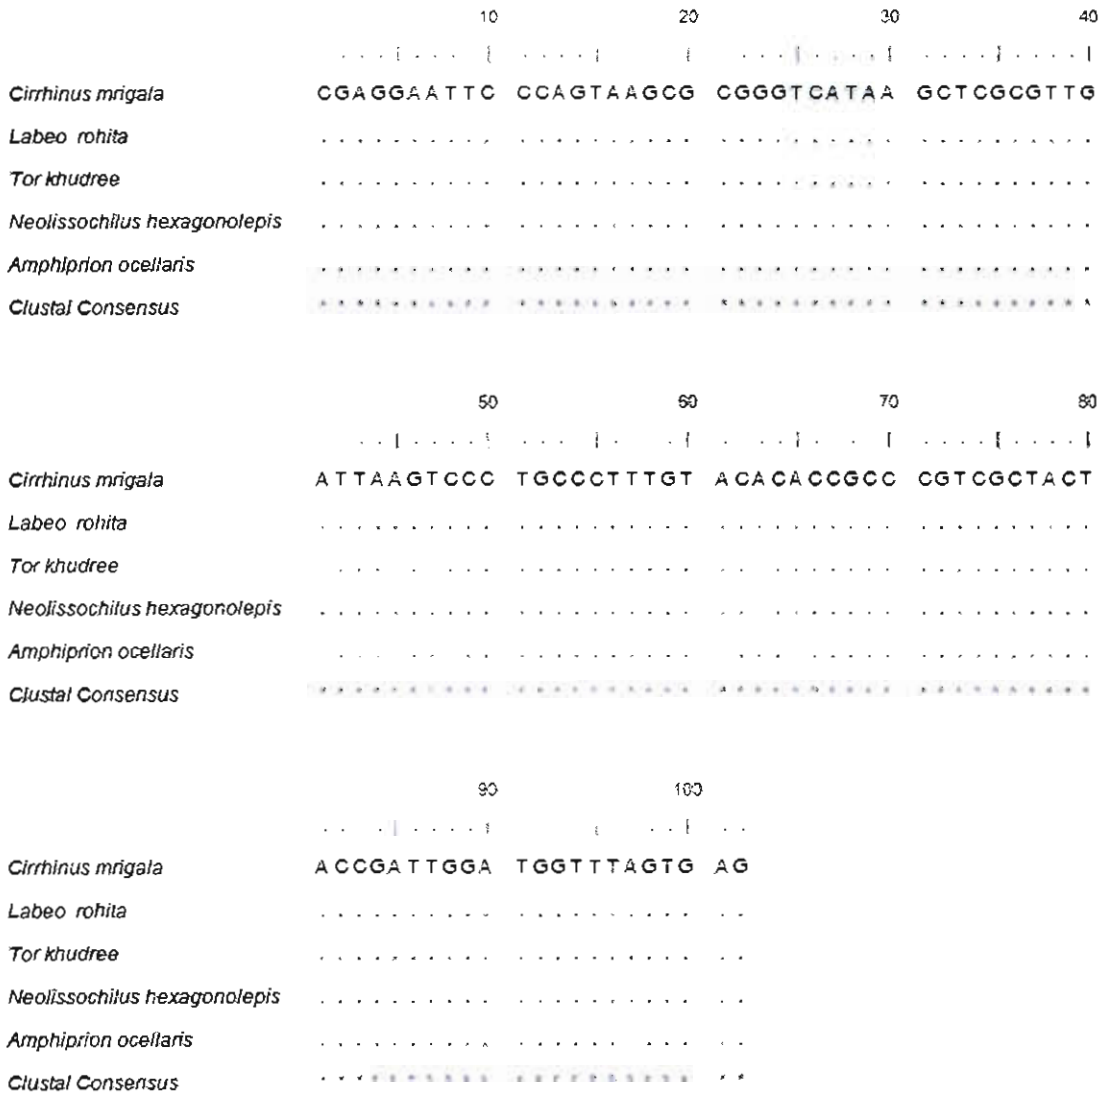 10 20 30 40
. . . . | . . . . | . . . . | . . . . | . . . . | . . . . | . . . . | . . . . |
Cirrhinus mrigala CGAGGAATTC CCAGTAAGCG CGGGTCATAA GCTCGCGTTG
Labeo rohita . . . . . . . . . . . . . . . . . . . . . . . . . . . . . . . . . . . . . . . .
Tor khudree . . . . . . . . . . . . . . . . . . . . . . . . . . . . . . . . . . . . . . . .
Neolissochilus hexagonolepis . . . . . . . . . . . . . . . . . . . . . . . . . . . . . . . . . . . . . . . .
Amphiprion ocellaris . . . . . . . . . . . . . . . . . . . . . . . . . . . . . . . . . . . . . . . .
Clustal Consensus * * * * * * * * * * * * * * * * * * * * * * * * * * * * * * * * * * * * * * * *
50 60 70 80
. . . . | . . . . | . . . . | . . . . | . . . . | . . . . | . . . . | . . . . |
Cirrhinus mrigala ATTAAGTCCC TGCCCTTTGT ACACACCGCC CGTCGCTACT
Labeo rohita . . . . . . . . . . . . . . . . . . . . . . . . . . . . . . . . . . . . . . . .
Tor khudree . . . . . . . . . . . . . . . . . . . . . . . . . . . . . . . . . . . . . . . .
Neolissochilus hexagonolepis . . . . . . . . . . . . . . . . . . . . . . . . . . . . . . . . . . . . . . . .
Amphiprion ocellaris . . . . . . . . . . . . . . . . . . . . . . . . . . . . . . . . . . . . . . . .
Clustal Consensus * * * * * * * * * * * * * * * * * * * * * * * * * * * * * * * * * * * * * * * *
90 100
. . . . | . . . . | . . . . | . . . . | . .
Cirrhinus mrigala ACCGATTGGA TGGTTTAGTG AG
Labeo rohita . . . . . . . . . . . . . . . . . . . . . .
Tor khudree . . . . . . . . . . . . . . . . . . . . . .
Neolissochilus hexagonolepis . . . . . . . . . . . . . . . . . . . . . .
Amphiprion ocellaris . . . . . . . . . . . . . . . . . . . . . .
Clustal Consensus * * * * * * * * * * * * * * * * * * * * * *